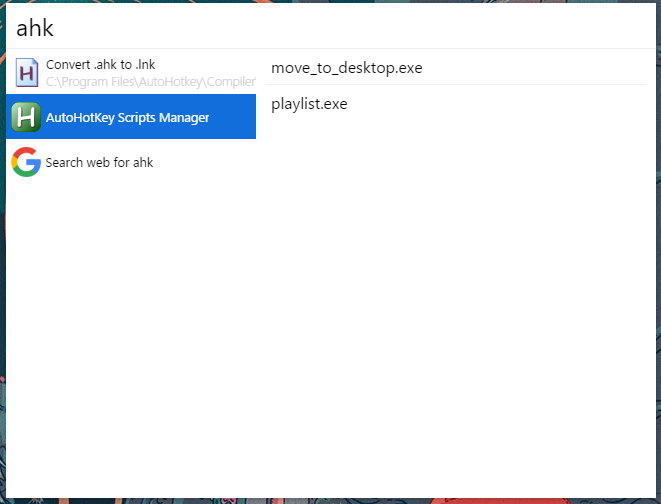 ahk
Convert .ahk to .lnk
C:\Program Files\AutoHotkey\Compiler
AutoHotKey Scripts Manager
Search web for ahk
move_to_desktop.exe
playlist.exe